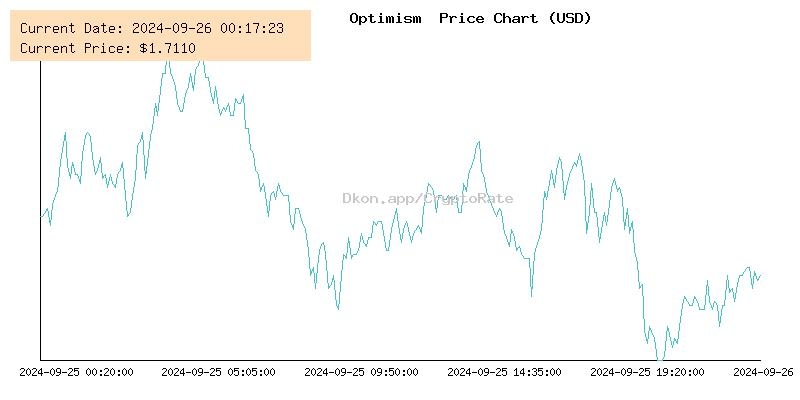 Optimism  Price Chart (USD)
Current Date: 2024-09-26 00:17:23
Current Price: $1.7110
Dkon.app/CryptoRate
2024-09-25 00:20:00 2024-09-25 05:05:00 2024-09-25 09:50:00 2024-09-25 14:35:00 2024-09-25 19:20:00 2024-09-26